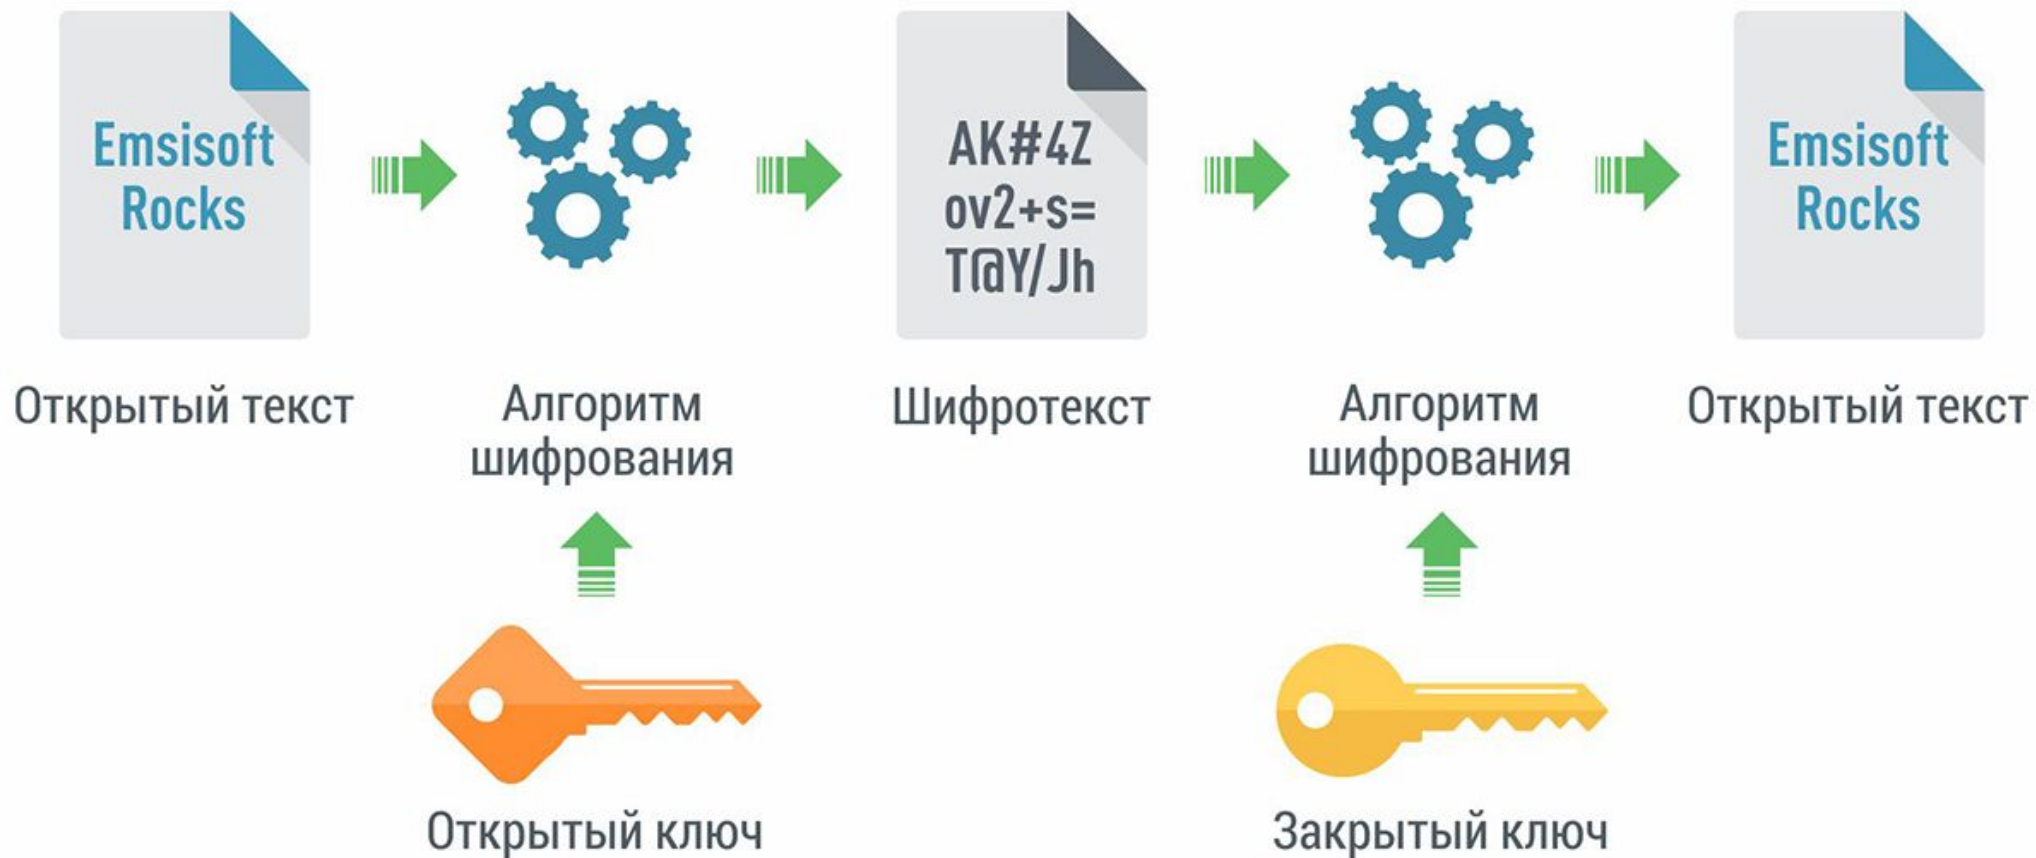 Emsisoft
Rocks
AK#4Z
ov2+s=
T@Y/Jh
Emsisoft
Rocks
Открытый текст
Алгоритм
шифрования
Шифротекст
Алгоритм
шифрования
Открытый текст
Открытый ключ
Закрытый ключ